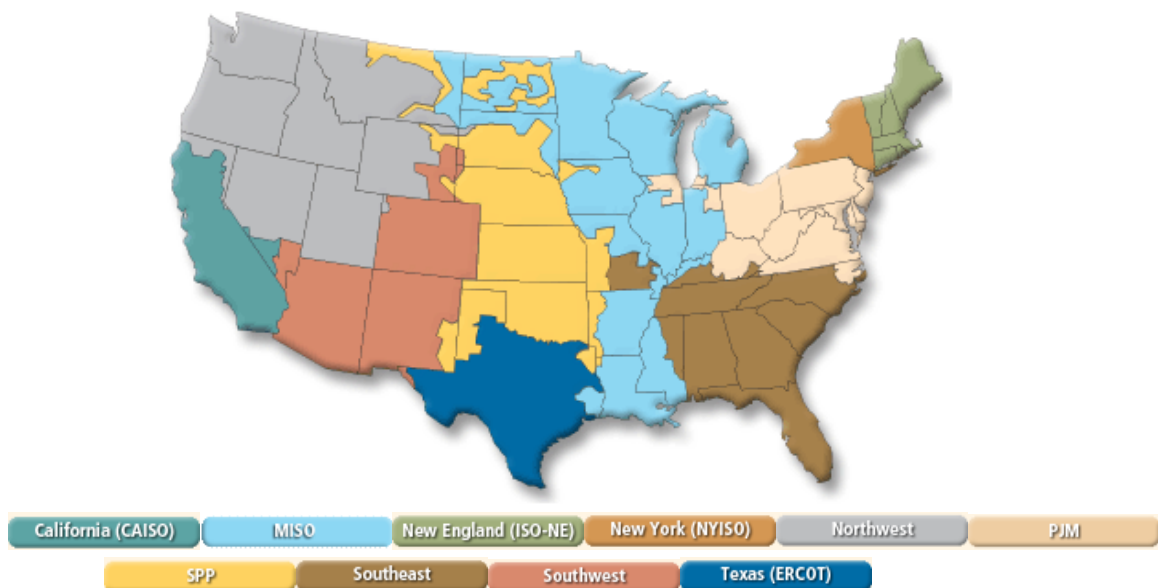 California (CAISO) MISO New England (ISO-NE) New York (NYISO) Northwest PJM
SPP Southeast Southwest Texas (ERCOT)